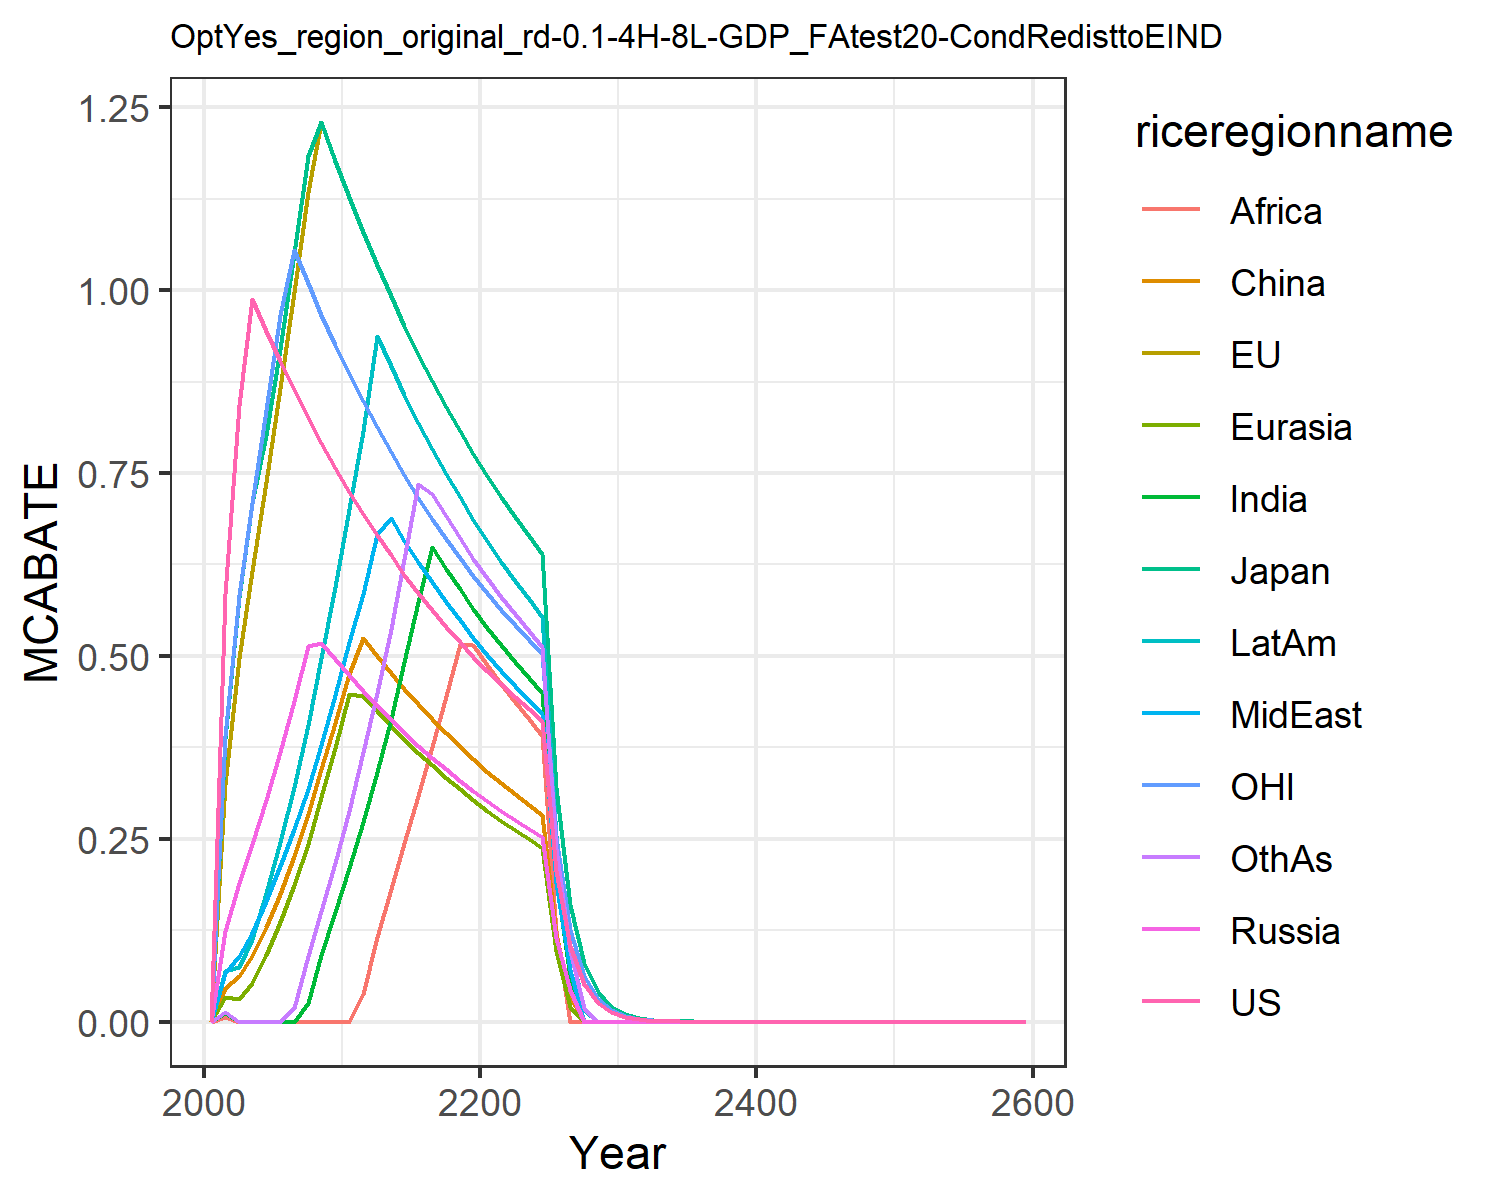 OptYes_region_original_rd-0.1-4H-8L-GDP_FAtest20-CondRedisttoEIND
1.25
1.00
0.75
0.50
0.25
0.00
MCABATE
2000
2200
2400
2600
Year
riceregionname
Africa
China
EU
Eurasia
India
Japan
LatAm
MidEast
OHI
OthAs
Russia
US